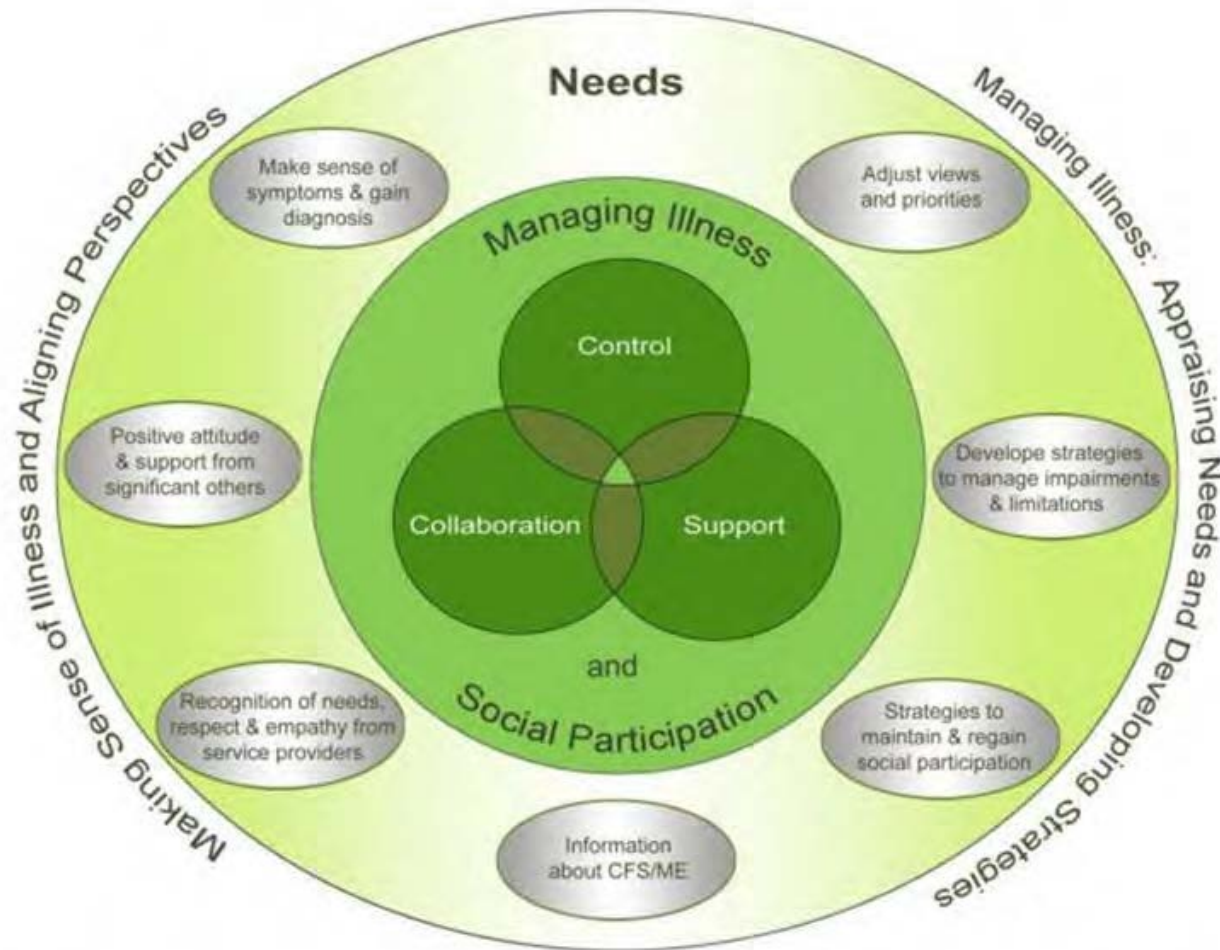 Needs
Making Sense of Illness and Aligning Perspectives
Managing Illness: Appraising Needs and Developing Strategies
Make sense of
symptoms & gain
diagnosis
Adjust views
and priorities
Managing Illness
Control
Positive attitude
& support from
significant others
Collaboration
Support
Develope strategies
to manage impairments
& limitations
and
Social Participation
Recognition of needs,
respect & empathy from
service providers
Strategies to
maintain & regain
social participation
Information
about CFS/ME